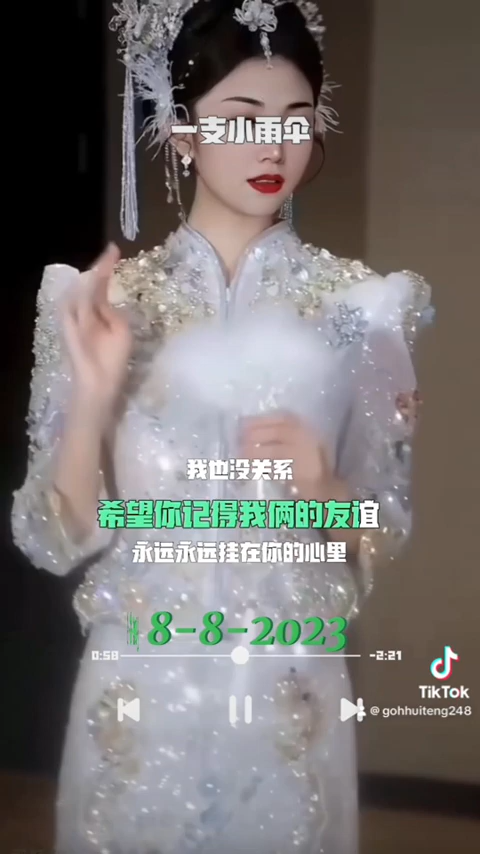 一支小雨伞
我也没关系
希望你记得我俩的友谊
永远永远挂在你的心里
8-8-2023
0:58
-2:21
TikTok
@gohhuiteng248